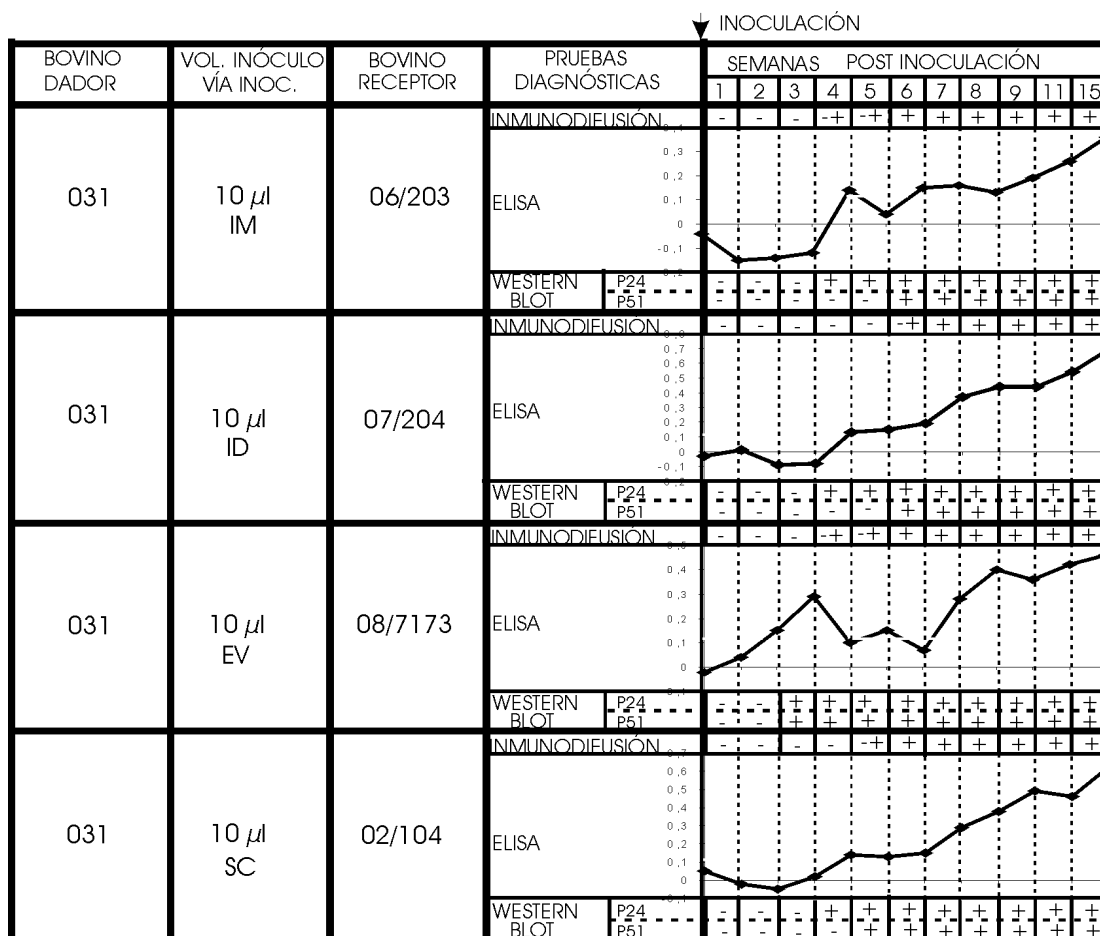 INOCULACIÓN
BOVINO DADOR VOL. INÓCULO VÍA INOC. BOVINO RECEPTOR PRUEBAS DIAGNÓSTICAS SEMANAS POST INOCULACIÓN
1 2 3 4 5 6 7 8 9 11 15
INMUNODIFUSIÓN - - - -+ -+ + + + + + +
031 10 µl IM 06/203 ELISA
0,3
0,2
0,1
0
-0,1
WESTERN BLOT P24 - - - + + + + + + + +
P51 - - - - - + + + + + +
INMUNODIFUSIÓN - - - - - -+ + + + + +
031 10 µl ID 07/204 ELISA
0,7
0,6
0,5
0,4
0,3
0,2
0,1
0
-0,1
WESTERN BLOT P24 - - - + + + + + + + +
P51 - - - - - + + + + + +
INMUNODIFUSIÓN - - - -+ -+ + + + + + +
031 10 µl EV 08/7173 ELISA
0,4
0,3
0,2
0,1
0
WESTERN BLOT P24 - - + + + + + + + + +
P51 - - + + + + + + + + +
INMUNODIFUSIÓN - - - - -+ + + + + + +
031 10 µl SC 02/104 ELISA
0,7
0,6
0,5
0,4
0,3
0,2
0,1
0
WESTERN BLOT P24 - - - + + + + + + + +
P51 - - - - + + + + + + +